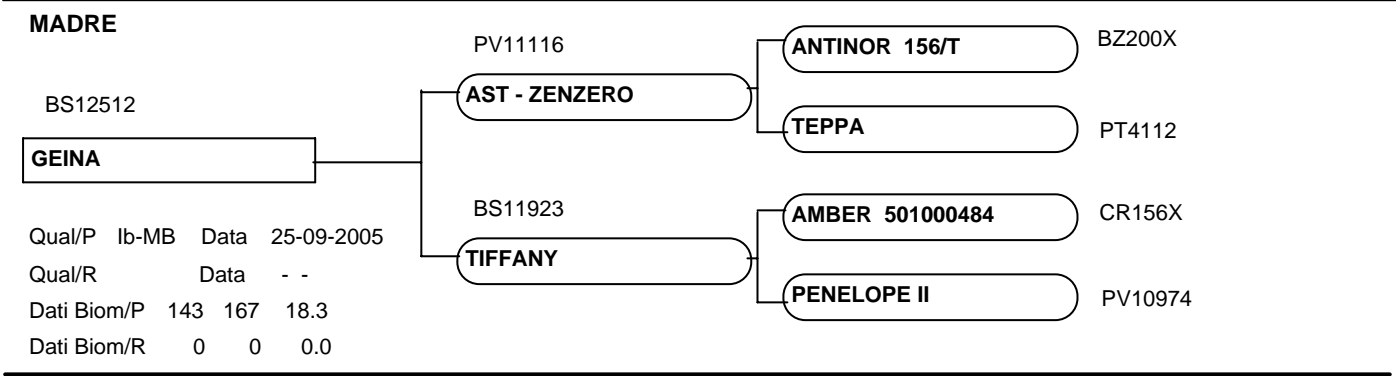 MADRE
BS12512
GEINA
Qual/P Ib-MB Data 25-09-2005
Qual/R Data - -
Dati Biom/P 143 167 18.3
Dati Biom/R 0 0 0.0
PV11116
AST - ZENZERO
BS11923
TIFFANY
ANTINOR 156/T BZ200X
TEPPA PT4112
AMBER 501000484 CR156X
PENELOPE II PV10974